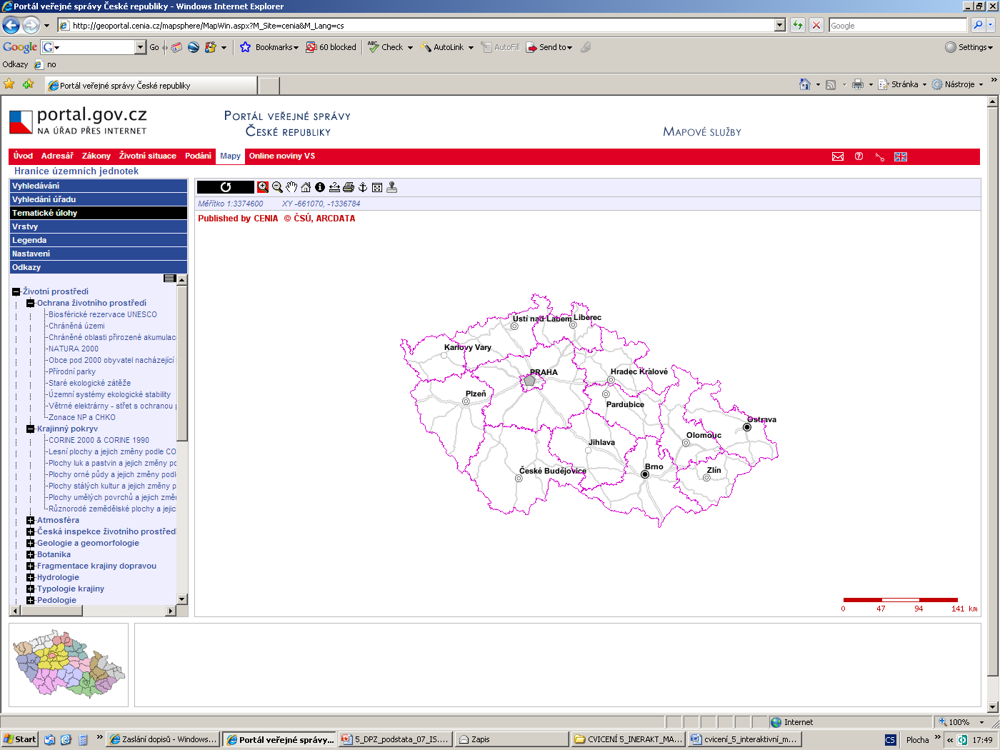 Portál veřejné správy České republiky - Windows Internet Explorer
http://geoportal.cenia.cz/mapsphere/MapWin.aspx?M_Site=cenia&M_Lang=cs
Google
Google G Go Bookmarks 60 blocked ABC Check AutoLink AutoFill Send to Settings
Odkazy no
Portál veřejné správy České republiky
Stránka Nástroje
portal.gov.cz
NA ÚŘAD PŘES INTERNET
PORTÁL VEŘEJNÉ SPRÁVY
ČESKÉ REPUBLIKY
MAPOVÉ SLUŽBY
Úvod Adresář Zákony Životní situace Podání Mapy Online noviny VS
Hranice územních jednotek
Vyhledávání
Vyhledání úřadu
Tematické úlohy
Vrstvy
Legenda
Nastavení
Odkazy
Životní prostředí
Ochrana životního prostředí
Biosférické rezervace UNESCO
Chráněná území
Chráněné oblasti přirozené akumulac
NATURA 2000
Obce pod 2000 obyvatel nacházející
Přírodní parky
Staré ekologické zátěže
Územní systémy ekologické stability
Větrné elektrárny - střet s ochranou
Zonace NP a CHKO
Krajinný pokryv
CORINE 2000 & CORINE 1990
Lesní plochy a jejich změny podle CO
Plochy luk a pastvin a jejich změny po
Plochy orné půdy a jejich změny podl
Plochy stálých kultur a jejich změny p
Plochy umělých povrchů a jejich změ
Různorodé zemědělské plochy a jejic
Atmosféra
Česká inspekce životního prostřed
Geologie a geomorfologie
Botanika
Fragmentace krajiny dopravou
Hydrologie
Typologie krajiny
Pedologie
Měřítko 1:3374600 XY -661070, -1336784
Published by CENIA © ČSÚ, ARCDATA
Ústí nad Labem Liberec
Karlovy Vary
PRAHA Hradec Králové
Plzeň
Pardubice
Ostrava
Olomouc
Jihlava
Brno
České Budějovice Zlín
0 47 94 141 km
Internet 100%
Start Zaslání dopisů - Windows... Portál veřejné správy... 5_DPZ_podstata_07_IS.... Zapis CVICENÍ 5_INERAKT_MA... cvicení_5_interaktivní_m... CS Plocha 17:49